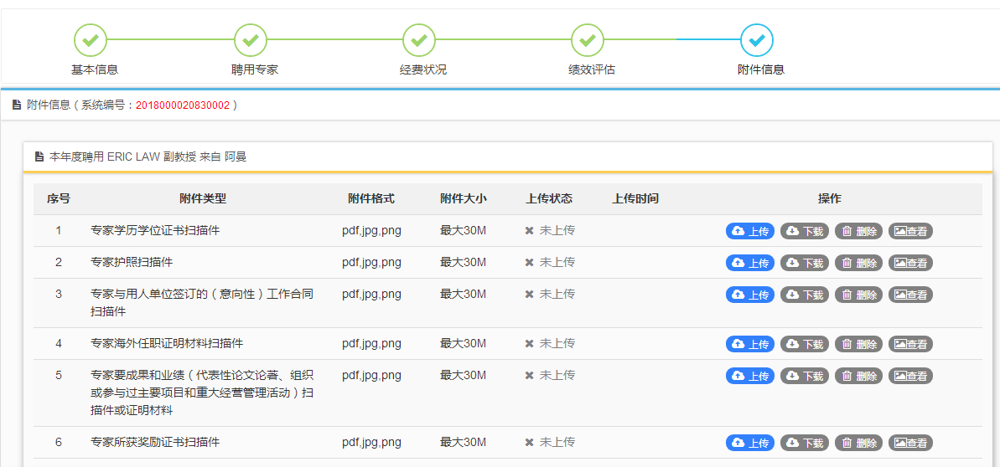 基本信息 聘用专家 经费状况 绩效评估 附件信息
附件信息（系统编号：2018000020830002）
本年度聘用 ERIC LAW 副教授 来自 阿曼
序号 附件类型 附件格式 附件大小 上传状态 上传时间 操作
1 专家学历学位证书扫描件 pdf,jpg,png 最大30M 未上传 上传 下载 删除 查看
2 专家护照扫描件 pdf,jpg,png 最大30M 未上传 上传 下载 删除 查看
3 专家与用人单位签订的（意向性）工作合同 pdf,jpg,png 最大30M 未上传 上传 下载 删除 查看
扫描件
4 专家海外任职证明材料扫描件 pdf,jpg,png 最大30M 未上传 上传 下载 删除 查看
5 专家要成果和业绩（代表性论文论著、组织 pdf,jpg,png 最大30M 未上传 上传 下载 删除 查看
或参与过主要项目和重大经营管理活动）扫
描件或证明材料
6 专家所获奖励证书扫描件 pdf,jpg,png 最大30M 未上传 上传 下载 删除 查看